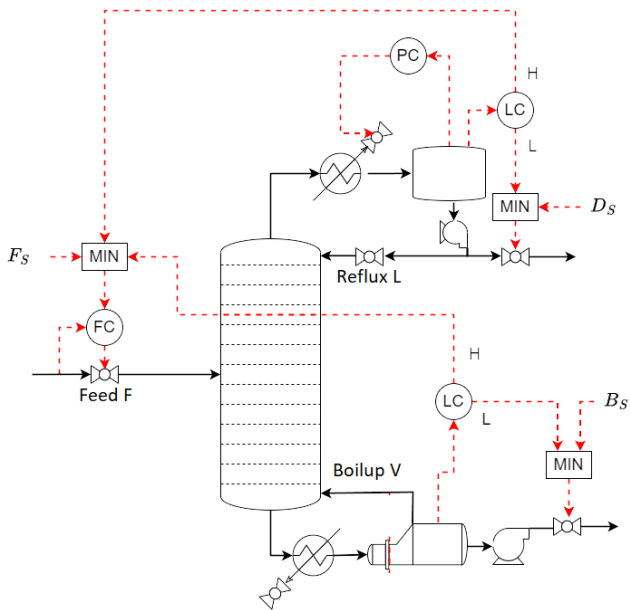 PC
H
LC
L
MIN
D_S
F_S
MIN
Reflux L
FC
H
Feed F
LC
L
B_S
MIN
Boilup V